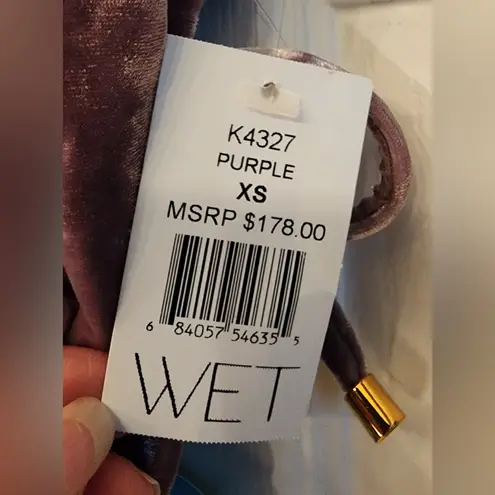 K4327
PURPLE
XS
MSRP $178.00
6 84057 54635 5
WET